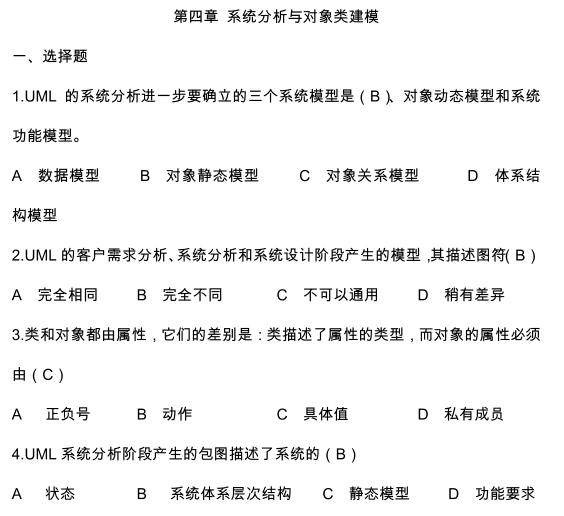 第四章 系统分析与对象类建模
一、选择题
1.UML 的系统分析进一步要确立的三个系统模型是（B）、对象动态模型和系统
功能模型。
A 数据模型 B 对象静态模型 C 对象关系模型 D 体系结
构模型
2.UML 的客户需求分析、系统分析和系统设计阶段产生的模型,其描述图符(B）
A 完全相同 B 完全不同 C 不可以通用 D 稍有差异
3.类和对象都由属性，它们的差别是：类描述了属性的类型，而对象的属性必须
由（C）
A 正负号 B 动作 C 具体值 D 私有成员
4.UML 系统分析阶段产生的包图描述了系统的（B）
A 状态 B 系统体系层次结构 C 静态模型 D 功能要求